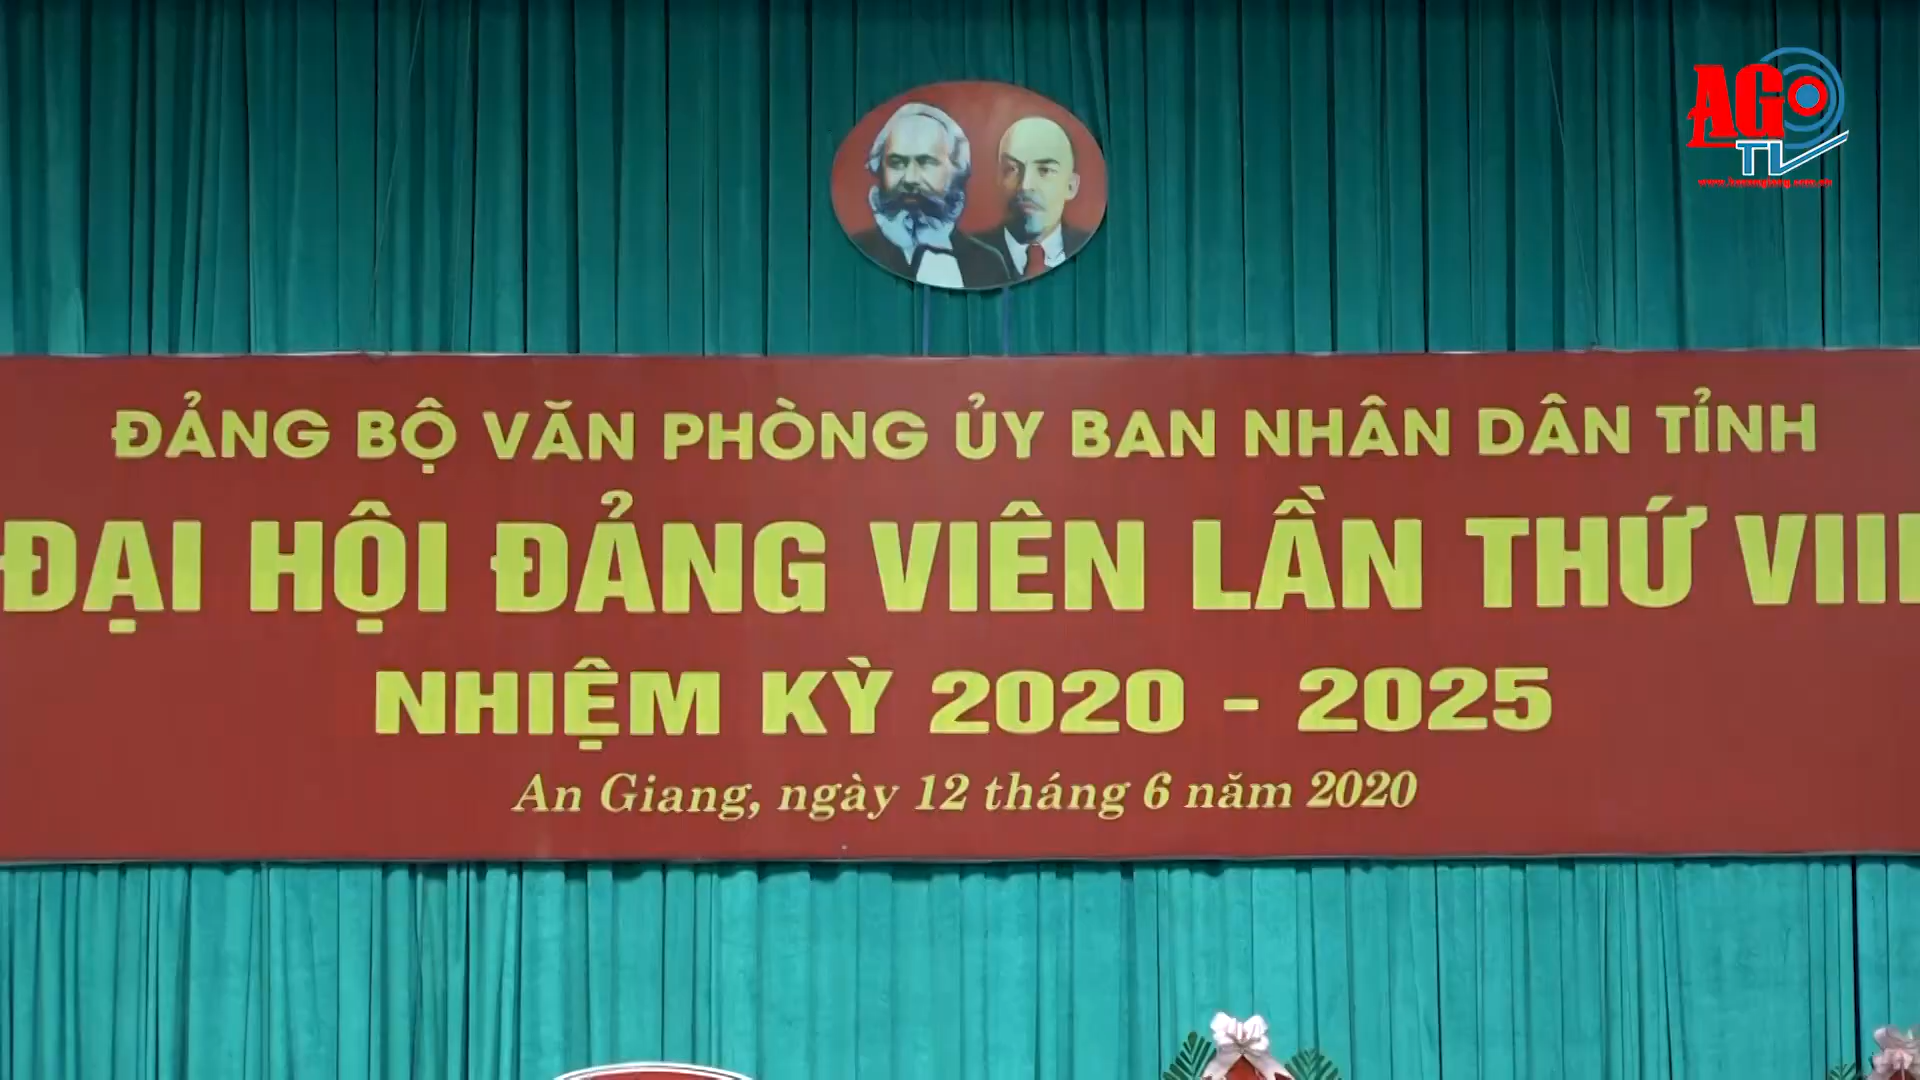 AGO
TV
ĐẢNG BỘ VĂN PHÒNG ỦY BAN NHÂN DÂN TỈNH
ĐẠI HỘI ĐẢNG VIÊN LẦN THỨ VIII
NHIỆM KỲ 2020 - 2025
An Giang, ngày 12 tháng 6 năm 2020